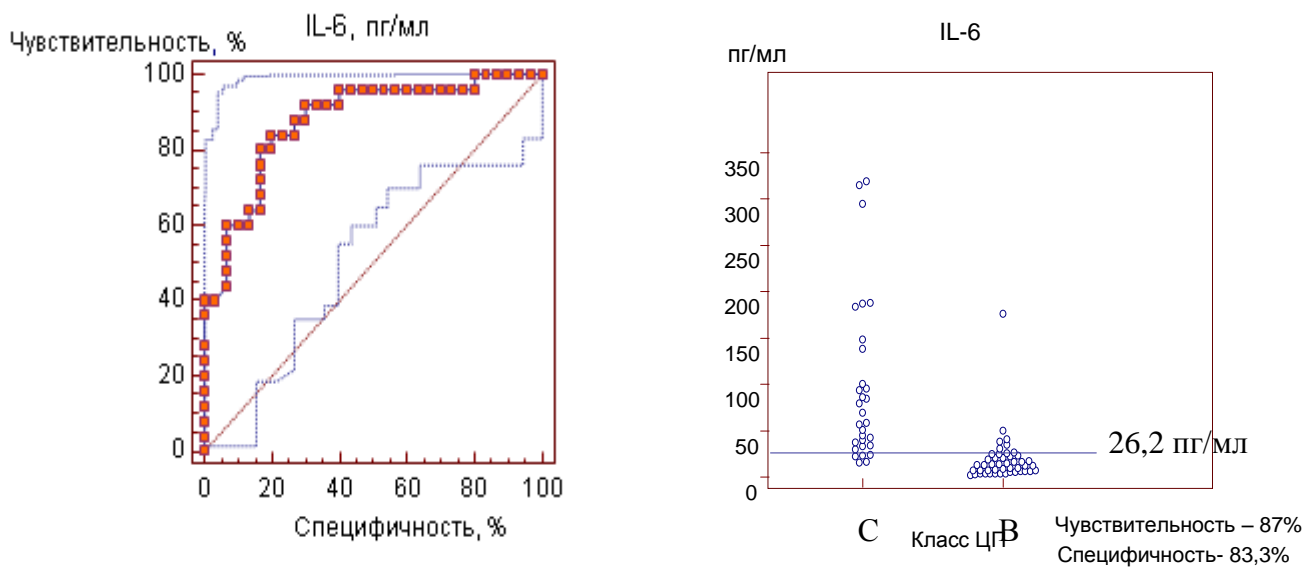 IL-6, пг/мл
Чувствительность, %
100
80
60
40
20
0
0 20 40 60 80 100
Специфичность, %
IL-6
пг/мл
350
300
250
200
150
100
50
0
26,2 пг/мл
C B
Класс ЦП
Чувствительность – 87%
Специфичность- 83,3%